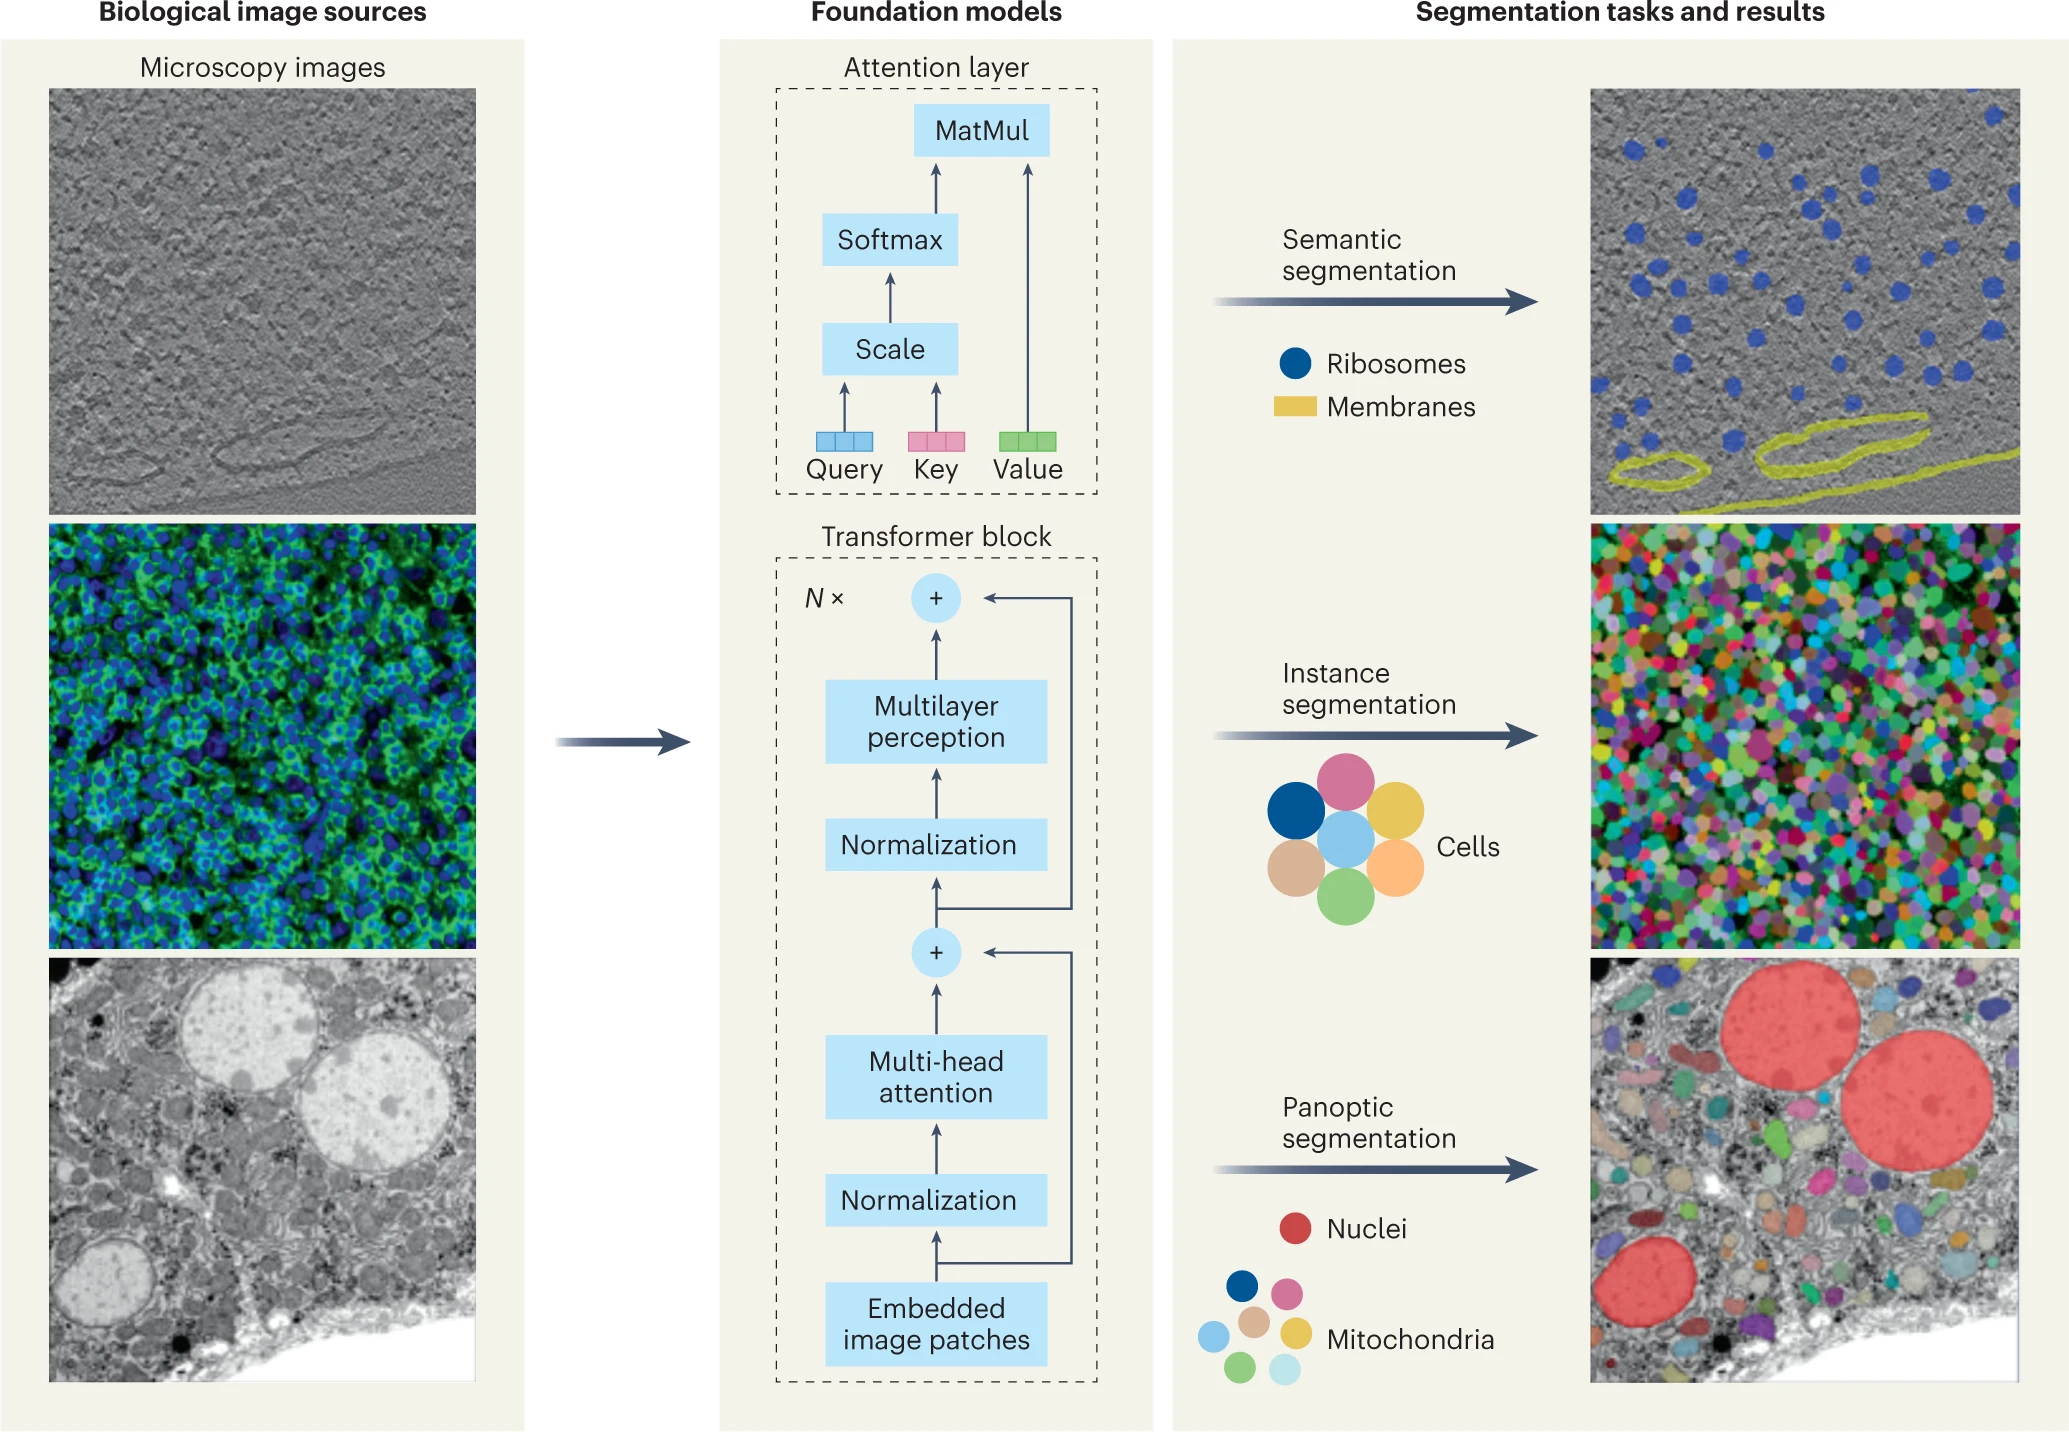 Biological image sources
Microscopy images
Foundation models
Attention layer
MatMul
Softmax
Scale
Query
Key
Value
Transformer block
N ×
+
Multilayer
perception
Normalization
+
Multi-head
attention
Normalization
Embedded
image patches
Segmentation tasks and results
Semantic
segmentation
Ribosomes
Membranes
Instance
segmentation
Cells
Panoptic
segmentation
Nuclei
Mitochondria